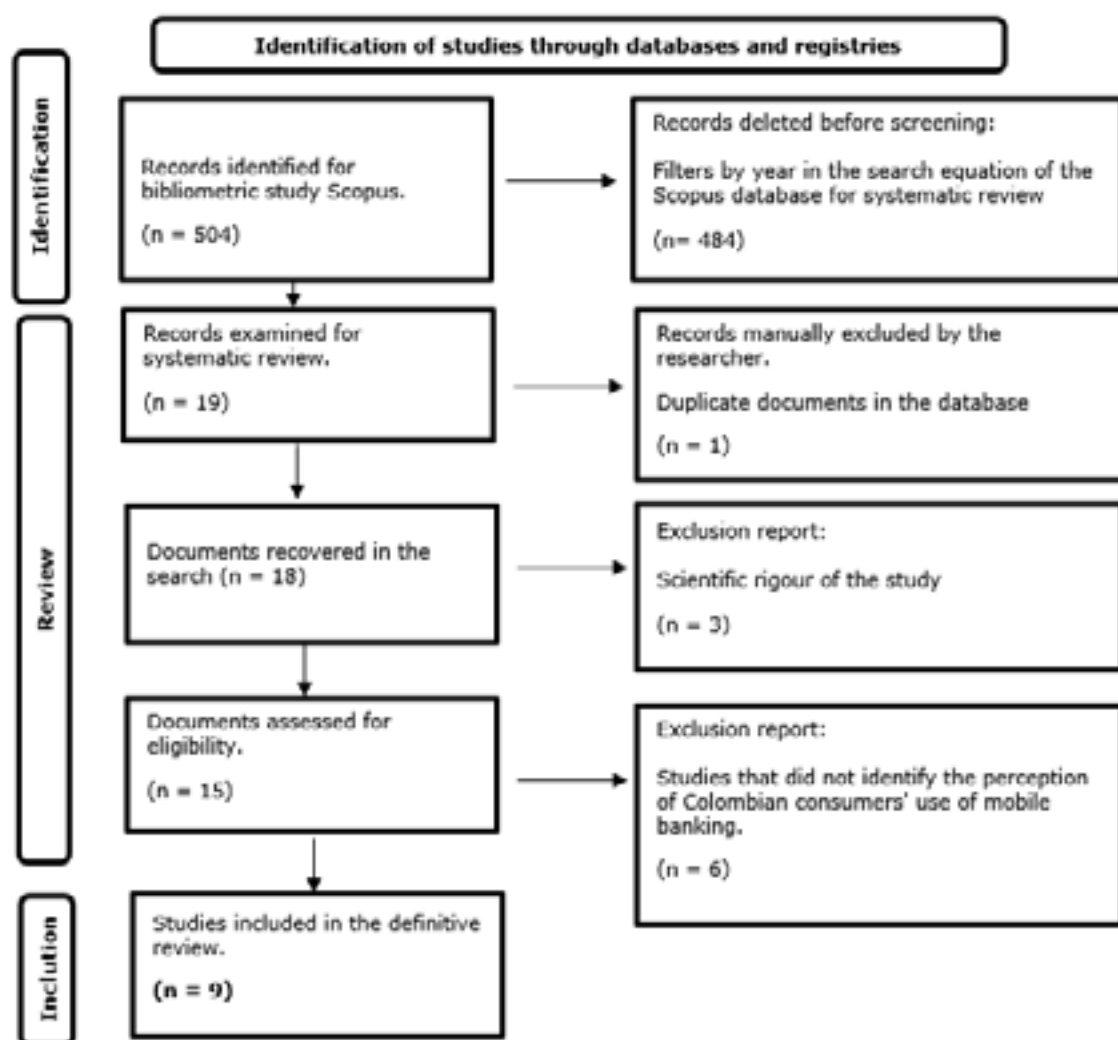 Identification of studies through databases and registries
Identification
Records identified for
bibliometric study Scopus.
(n = 504)
Records deleted before screening:
Filters by year in the search equation of the
Scopus database for systematic review
(n= 484)
Review
Records examined for
systematic review.
(n = 19)
Records manually excluded by the
researcher.
Duplicate documents in the database
(n = 1)
Documents recovered in the
search (n = 18)
Exclusion report:
Scientific rigour of the study
(n = 3)
Documents assessed for
eligibility.
(n = 15)
Exclusion report:
Studies that did not identify the perception
of Colombian consumers' use of mobile
banking.
(n = 6)
Inclution
Studies included in the definitive
review.
(n = 9)